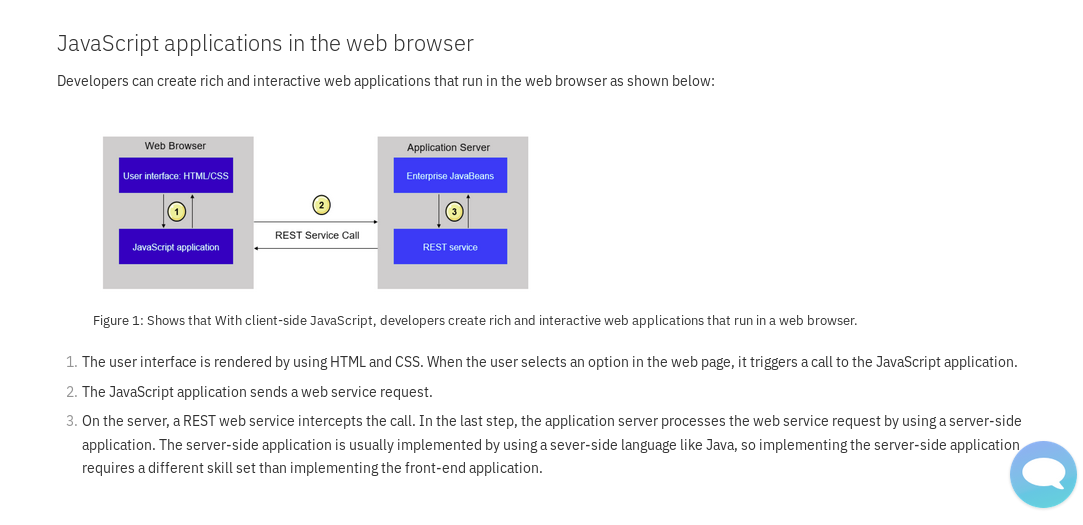 JavaScript applications in the web browser
Developers can create rich and interactive web applications that run in the web browser as shown below:
Web Browser
User interface: HTML/CSS
1
JavaScript application
2
REST Service Call
Application Server
Enterprise JavaBeans
3
REST service
Figure 1: Shows that With client-side JavaScript, developers create rich and interactive web applications that run in a web browser.
1. The user interface is rendered by using HTML and CSS. When the user selects an option in the web page, it triggers a call to the JavaScript application.
2. The JavaScript application sends a web service request.
3. On the server, a REST web service intercepts the call. In the last step, the application server processes the web service request by using a server-side
application. The server-side application is usually implemented by using a sever-side language like Java, so implementing the server-side application
requires a different skill set than implementing the front-end application.